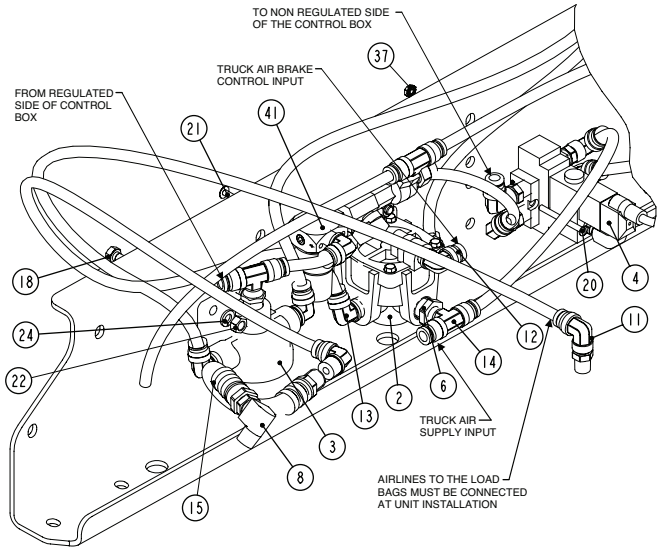 TO NON REGULATED SIDE
OF THE CONTROL BOX
TRUCK AIR BRAKE
CONTROL INPUT
37
FROM REGULATED
SIDE OF CONTROL
BOX
41
21
18
20
4
24
12
11
22
14
6
2
13
3
TRUCK AIR
SUPPLY INPUT
8
15
AIRLINES TO THE LOAD
BAGS MUST BE CONNECTED
AT UNIT INSTALLATION